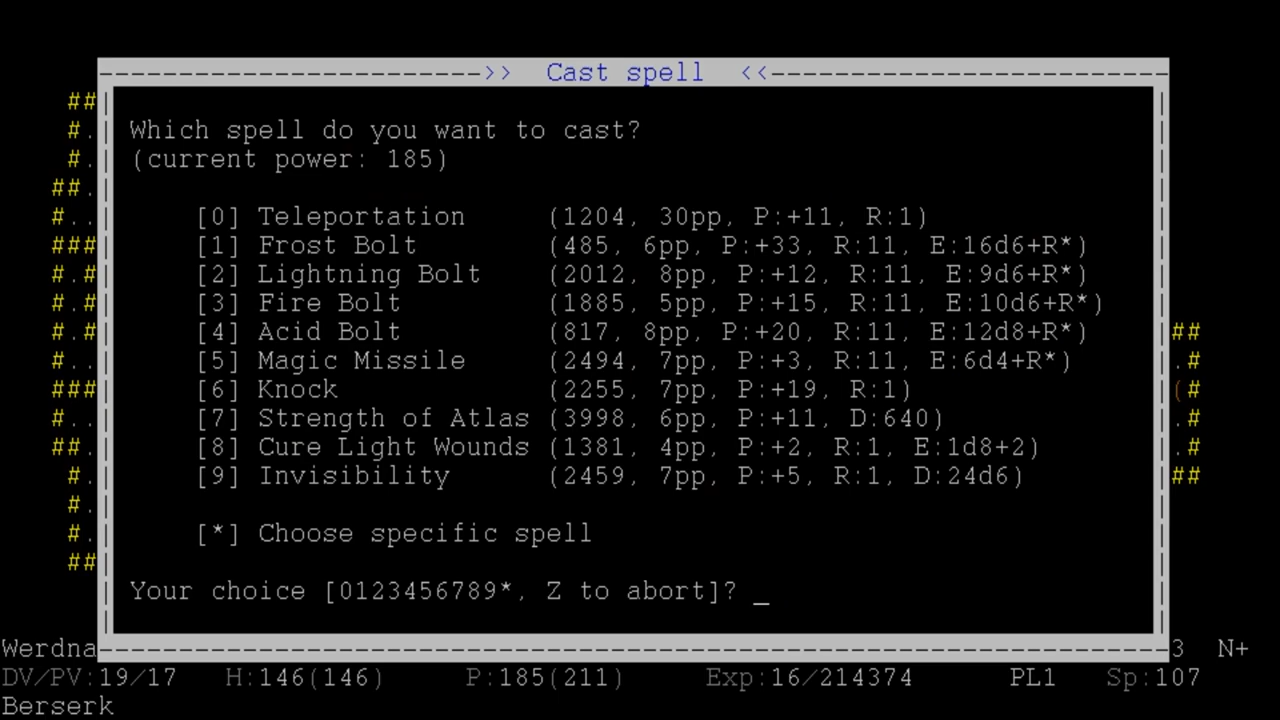 >> Cast spell <<
Which spell do you want to cast?
(current power: 185)
[0] Teleportation (1204, 30pp, P:+11, R:1)
[1] Frost Bolt (485, 6pp, P:+33, R:11, E:16d6+R*)
[2] Lightning Bolt (2012, 8pp, P:+12, R:11, E:9d6+R*)
[3] Fire Bolt (1885, 5pp, P:+15, R:11, E:10d6+R*)
[4] Acid Bolt (817, 8pp, P:+20, R:11, E:12d8+R*)
[5] Magic Missile (2494, 7pp, P:+3, R:11, E:6d4+R*)
[6] Knock (2255, 7pp, P:+19, R:1)
[7] Strength of Atlas (3998, 6pp, P:+11, D:640)
[8] Cure Light Wounds (1381, 4pp, P:+2, R:1, E:1d8+2)
[9] Invisibility (2459, 7pp, P:+5, R:1, D:24d6)
[*] Choose specific spell
Your choice [0123456789*, Z to abort]? _
Werdna 3 N+
DV/PV:19/17 H:146(146) P:185(211) Exp:16/214374 PL1 Sp:107
Berserk